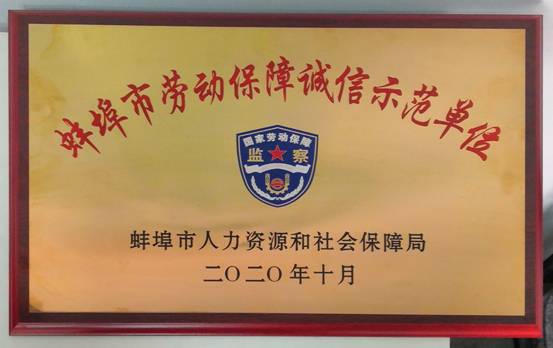 蚌埠市劳动保障诚信示范单位
国家劳动保障
监察
蚌埠市人力资源和社会保障局
二〇二〇年十月